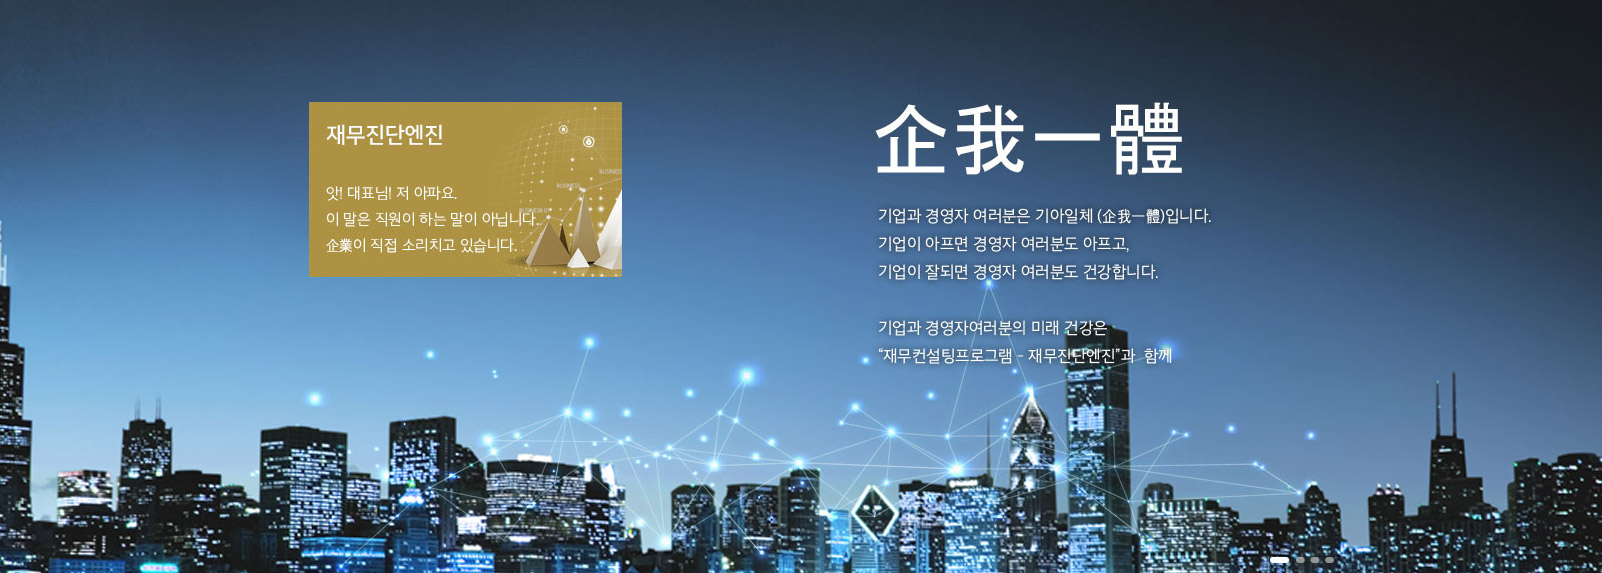 재무진단엔진
앗! 대표님! 저 아파요.
이 말은 직원이 하는 말이 아닙니다.
企業이 직접 소리치고 있습니다.
BUSINESS
BUSINESS
企我一體
기업과 경영자 여러분은 기아일체 (企我一體)입니다.
기업이 아프면 경영자 여러분도 아프고,
기업이 잘되면 경영자 여러분도 건강합니다.
기업과 경영자여러분의 미래 건강은
“재무컨설팅프로그램 - 재무진단엔진”과 함께